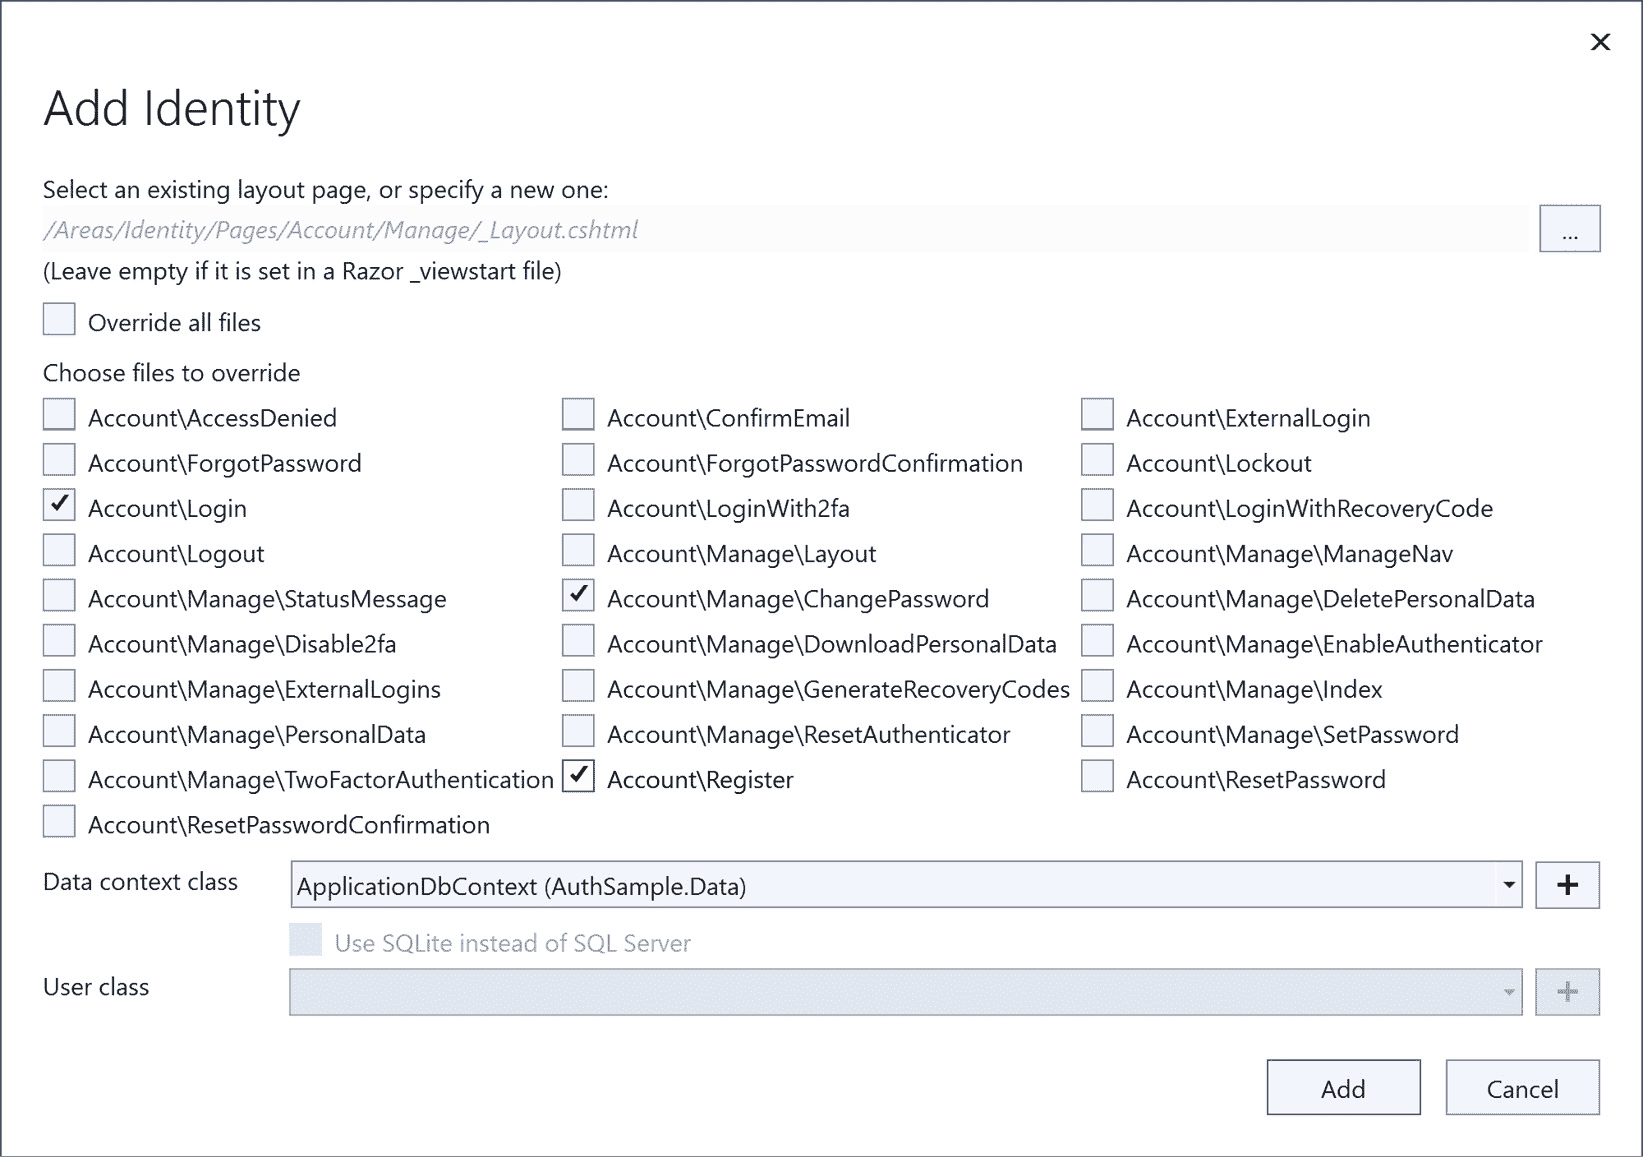 Add Identity
Select an existing layout page, or specify a new one:
/Areas/Identity/Pages/Account/Manage/_Layout.cshtml
...
(Leave empty if it is set in a Razor _viewstart file)
Override all files
Choose files to override
Account\AccessDenied
Account\ConfirmEmail
Account\ExternalLogin
Account\ForgotPassword
Account\ForgotPasswordConfirmation
Account\Lockout
Account\Login
Account\LoginWith2fa
Account\LoginWithRecoveryCode
Account\Logout
Account\Manage\Layout
Account\Manage\ManageNav
Account\Manage\StatusMessage
Account\Manage\ChangePassword
Account\Manage\DeletePersonalData
Account\Manage\Disable2fa
Account\Manage\DownloadPersonalData
Account\Manage\EnableAuthenticator
Account\Manage\ExternalLogins
Account\Manage\GenerateRecoveryCodes
Account\Manage\Index
Account\Manage\PersonalData
Account\Manage\ResetAuthenticator
Account\Manage\SetPassword
Account\Manage\TwoFactorAuthentication
Account\Register
Account\ResetPassword
Account\ResetPasswordConfirmation
Data context class
ApplicationDbContext (AuthSample.Data)
Use SQLite instead of SQL Server
User class
Add
Cancel